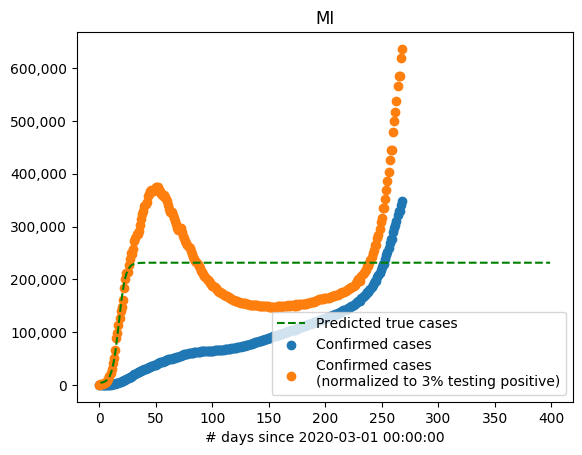 MI
600,000
500,000
400,000
300,000
200,000
100,000
0
Predicted true cases
Confirmed cases
Confirmed cases
(normalized to 3% testing positive)
0 50 100 150 200 250 300 350 400
# days since 2020-03-01 00:00:00